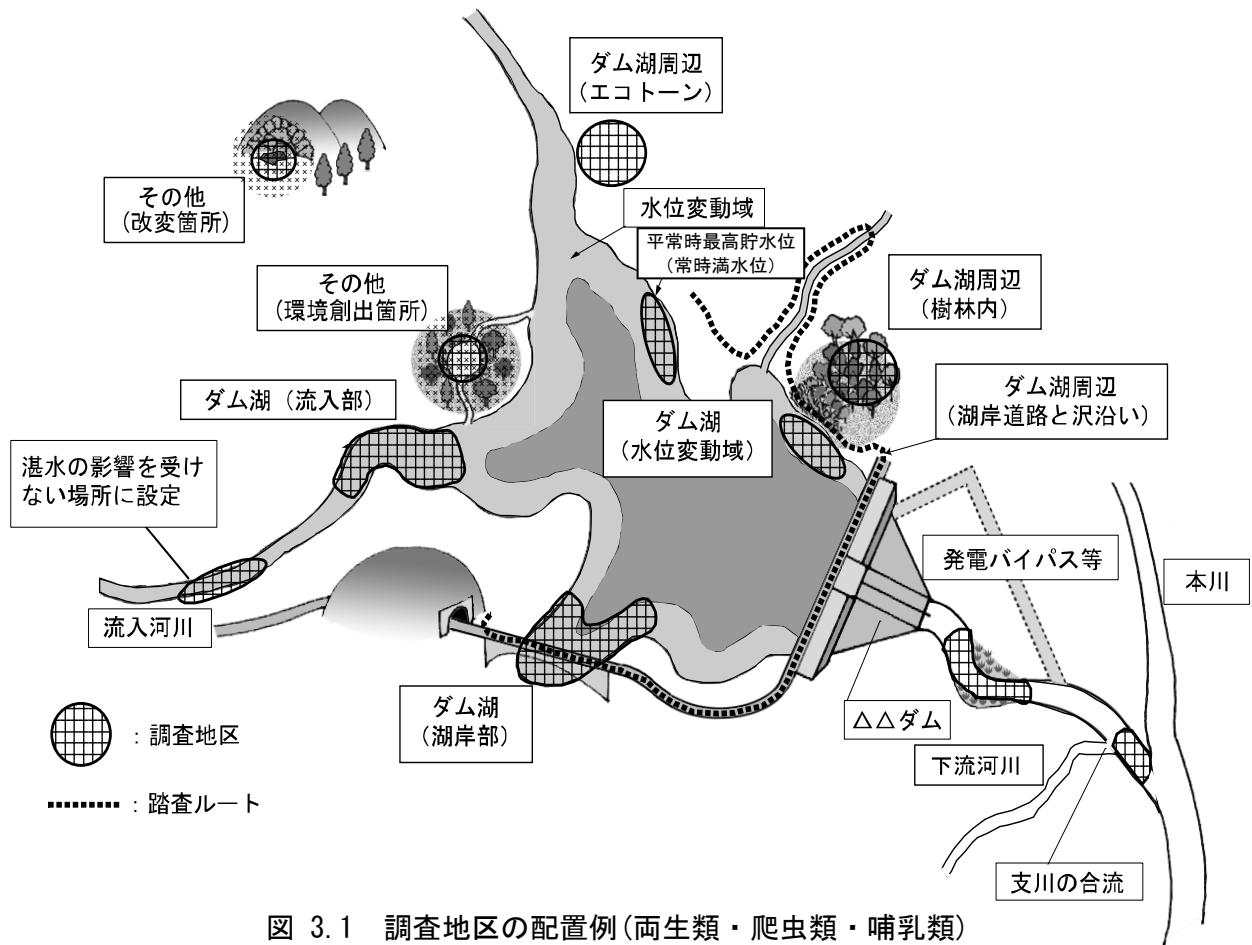 ダム湖周辺
（エコトーン）
その他
（改変箇所）
水位変動域
平常時最高貯水位
（常時満水位）
その他
（環境創出箇所）
ダム湖周辺
（樹林内）
ダム湖（流入部）
ダム湖周辺
（湖岸道路と沢沿い）
ダム湖
（水位変動域）
湛水の影響を受け
ない場所に設定
発電バイパス等
本川
流入河川
ダム湖
（湖岸部）
△△ダム
：調査地区
下流河川
：踏査ルート
支川の合流
図 3.1 調査地区の配置例(両生類・爬虫類・哺乳類)